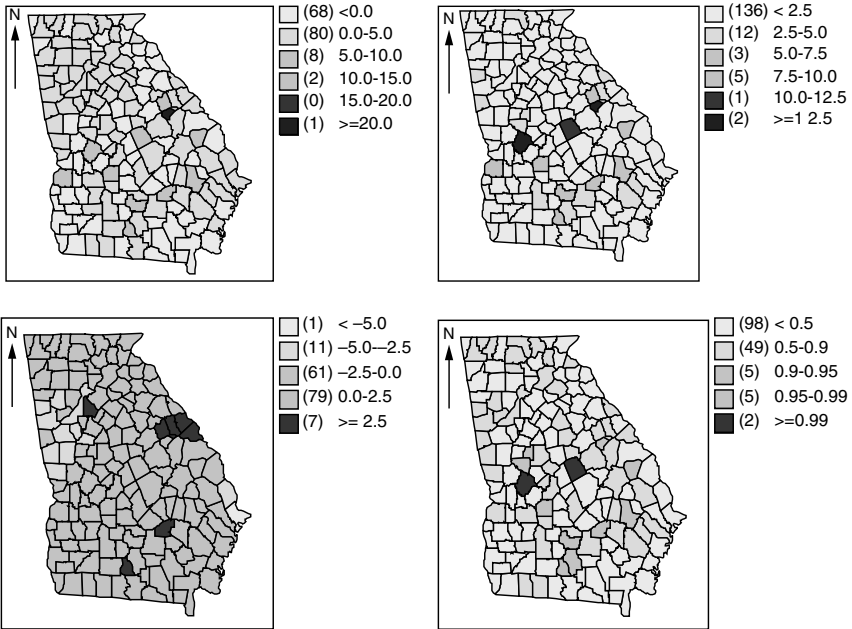 N
(68) <0.0
(80) 0.0-5.0
(8) 5.0-10.0
(2) 10.0-15.0
(0) 15.0-20.0
(1) >=20.0
N
(136) < 2.5
(12) 2.5-5.0
(3) 5.0-7.5
(5) 7.5-10.0
(1) 10.0-12.5
(2) >=1 2.5
N
(1) < –5.0
(11) –5.0-–2.5
(61) –2.5-0.0
(79) 0.0-2.5
(7) >= 2.5
N
(98) < 0.5
(49) 0.5-0.9
(5) 0.9-0.95
(5) 0.95-0.99
(2) >=0.99